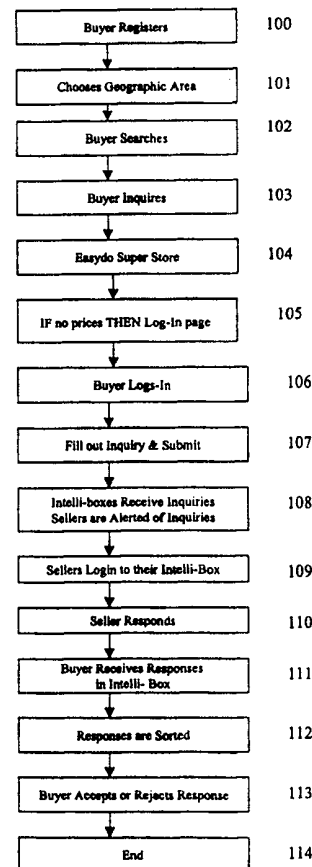 Buyer Registers 100
Chooses Geographic Area 101
Buyer Searches 102
Buyer Inquires 103
Easydo Super Store 104
IF no prices THEN Log-In page 105
Buyer Logs-In 106
Fill out Inquiry & Submit 107
Intelli-boxes Receive Inquiries 108
Sellers are Alerted of Inquiries
Sellers Login to their Intelli-Box 109
Seller Responds 110
Buyer Receives Responses 111
in Intelli- Box
Responses are Sorted 112
Buyer Accepts or Rejects Response 113
End 114